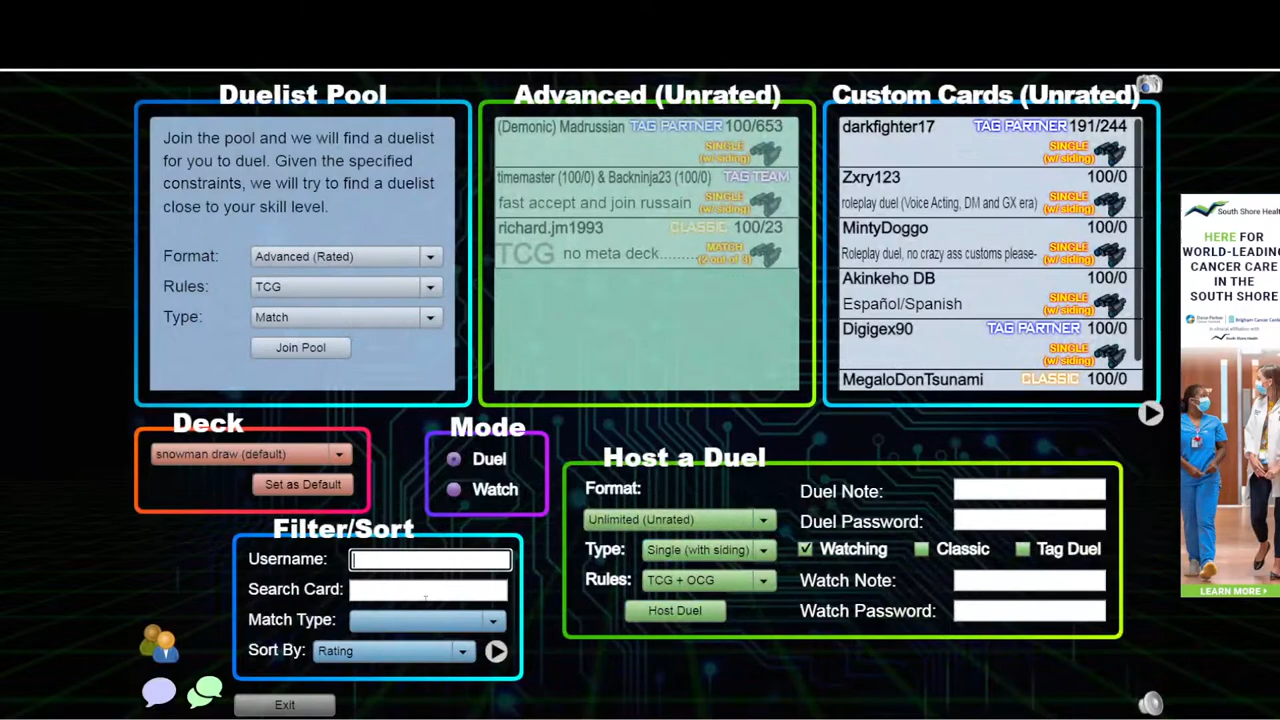 Duelist Pool
Join the pool and we will find a duelist
for you to duel. Given the specified
constraints, we will try to find a duelist
close to your skill level.
Format: Advanced (Rated)
Rules: TCG
Type: Match
Join Pool
Advanced (Unrated)
(Demonic) Madrussian TAG PARTNER 100/653
SINGLE
(w/ siding)
timemaster (100/0) & Backninja23 (100/0) TAG TEAM
fast accept and join russain SINGLE
(w/ siding)
richard.jm1993 CLASSIC 100/23
TCG no meta deck......... MATCH
(2 out of 3)
Custom Cards (Unrated)
darkfighter17 TAG PARTNER 191/244
SINGLE
(w/ siding)
Zxry123 100/0
roleplay duel (Voice Acting, DM and GX era) SINGLE
(w/ siding)
MintyDoggo 100/0
Roleplay duel, no crazy ass customs please- SINGLE
(w/ siding)
Akinkeho DB 100/0
Español/Spanish SINGLE
(w/ siding)
Digigex90 TAG PARTNER 100/0
SINGLE
(w/ siding)
MegaloDonTsunami CLASSIC 100/0
Deck
snowman draw (default)
Set as Default
Mode
Duel
Watch
Filter/Sort
Username:
Search Card:
Match Type:
Sort By: Rating
Exit
Host a Duel
Format:
Unlimited (Unrated)
Type: Single (with siding)
Rules: TCG + OCG
Host Duel
Duel Note:
Duel Password:
Watching Classic Tag Duel
Watch Note:
Watch Password:
South Shore Health
HERE FOR
WORLD-LEADING
CANCER CARE
IN THE
SOUTH SHORE
LEARN MORE